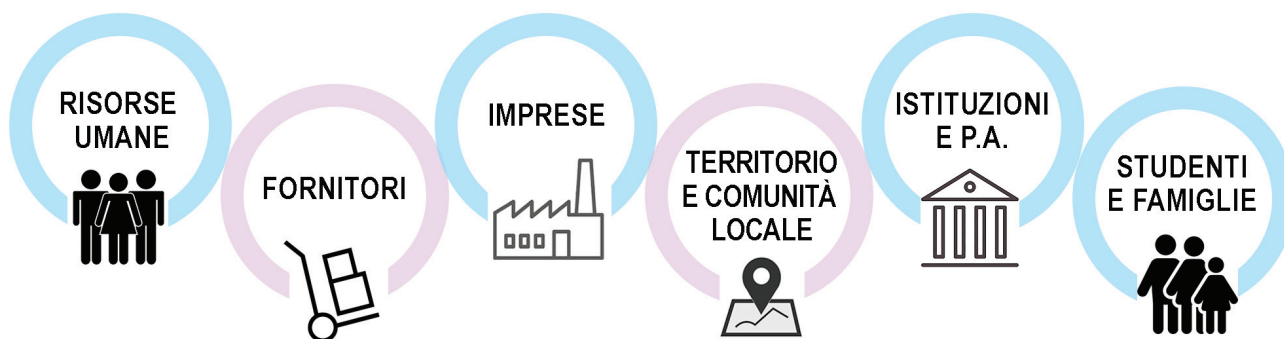 RISORSE
UMANE
FORNITORI
IMPRESE
TERRITORIO
E COMUNITÀ
LOCALE
ISTITUZIONI
E P.A.
STUDENTI
E FAMIGLIE